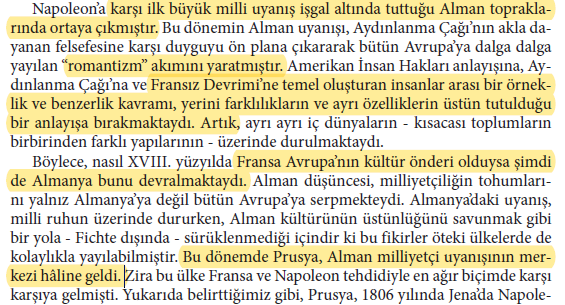 Napoleon'a karşı ilk büyük milli uyanış işgal altında tuttuğu Alman toprakla-
rında ortaya çıkmıştır. Bu dönemin Alman uyanışı, Aydınlanma Çağı'nın akla da-
yanan felsefesine karşı duyguyu ön plana çıkararak bütün Avrupa'ya dalga dalga
yayılan "romantizm" akımını yaratmıştır. Amerikan İnsan Hakları anlayışına, Ay-
dınlanma Çağı'na ve Fransız Devrimi'ne temel oluşturan insanlar arası bir örnek-
lik ve benzerlik kavramı, yerini farklılıkların ve ayrı özelliklerin üstün tutulduğu
bir anlayışa bırakmaktaydı. Artık, ayrı ayrı iç dünyaların - kısacası toplumların
birbirinden farklı yapılarının - üzerinde durulmaktaydı.
Böylece, nasıl XVIII. yüzyılda Fransa Avrupa'nın kültür önderi olduysa şimdi
de Almanya bunu devralmaktaydı. Alman düşüncesi, milliyetçiliğin tohumları-
nı yalnız Almanya'ya değil bütün Avrupa'ya serpmekteydi. Almanya'daki uyanış,
milli ruhun üzerinde dururken, Alman kültürünün üstünlüğünü savunmak gibi
bir yola - Fichte dışında - sürüklenmediği içindir ki bu fikirler öteki ülkelerde de
kolaylıkla yayılabilmiştir. Bu dönemde Prusya, Alman milliyetçi uyanışının mer-
kezi hâline geldi. Zira bu ülke Fransa ve Napoleon tehdidiyle en ağır biçimde karşı
karşıya gelmişti. Yukarıda belirttiğimiz gibi, Prusya, 1806 yılında Jena'da Napole-